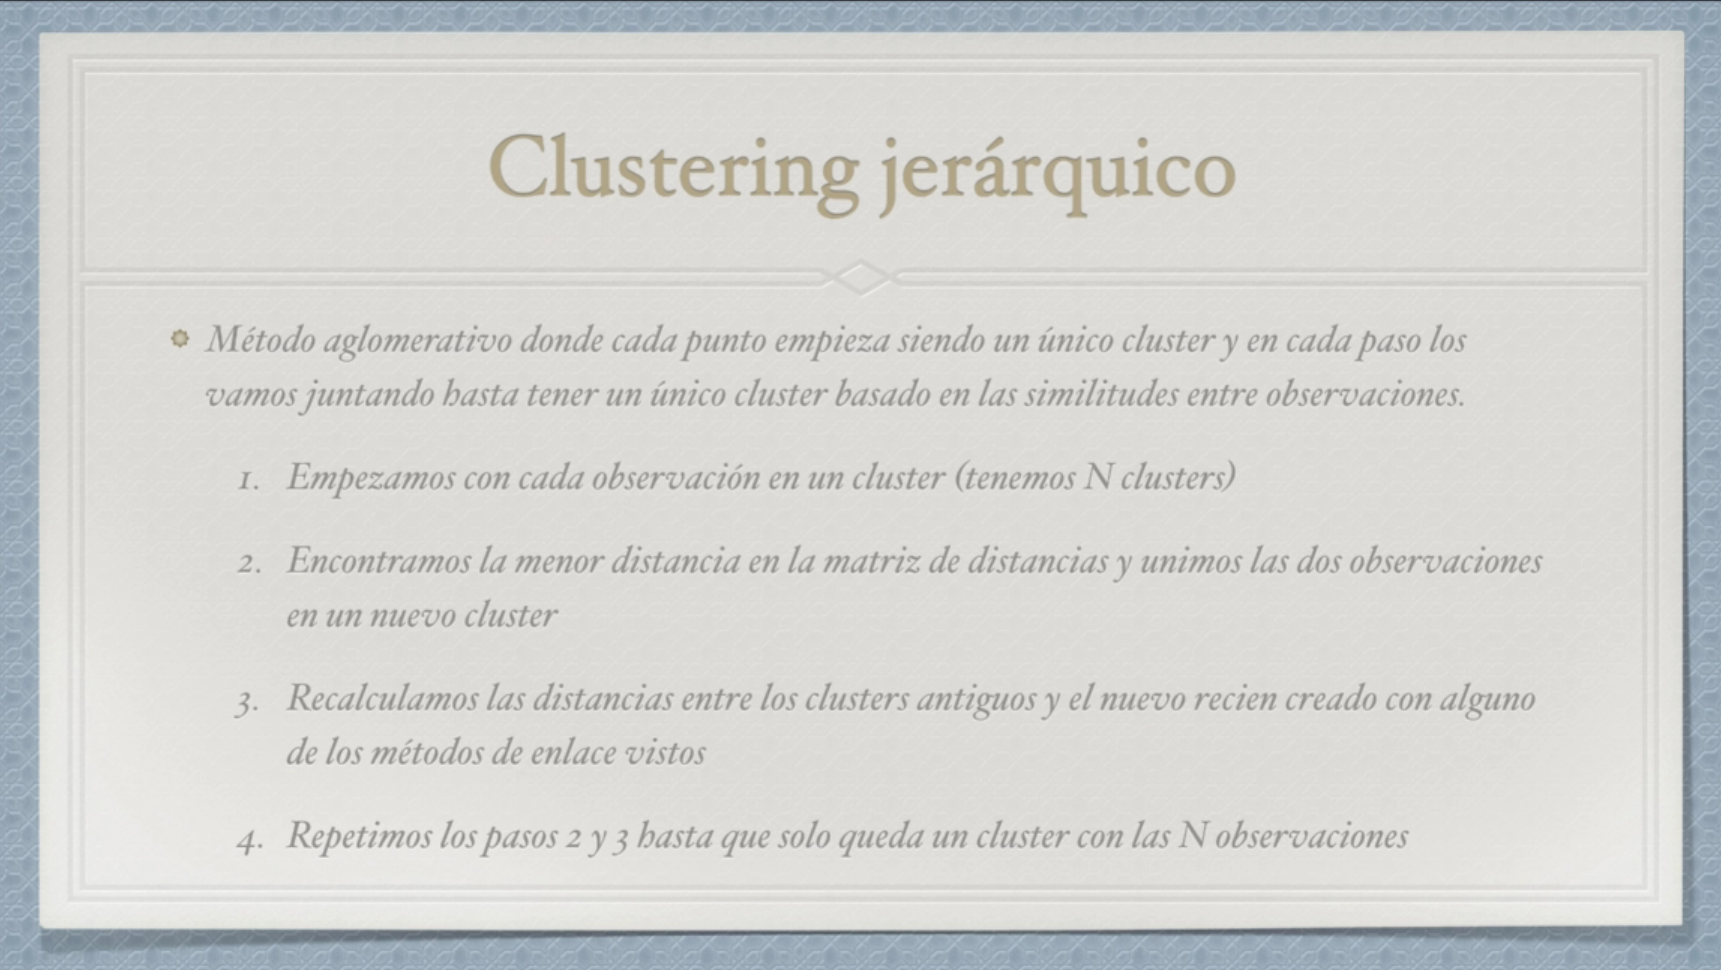 Clustering jerárquico
Método aglomerativo donde cada punto empieza siendo un único cluster y en cada paso los
vamos juntando hasta tener un único cluster basado en las similitudes entre observaciones.
1. Empezamos con cada observación en un cluster (tenemos N clusters)
2. Encontramos la menor distancia en la matriz de distancias y unimos las dos observaciones
en un nuevo cluster
3. Recalculamos las distancias entre los clusters antiguos y el nuevo recien creado con alguno
de los métodos de enlace vistos
4. Repetimos los pasos 2 y 3 hasta que solo queda un cluster con las N observaciones